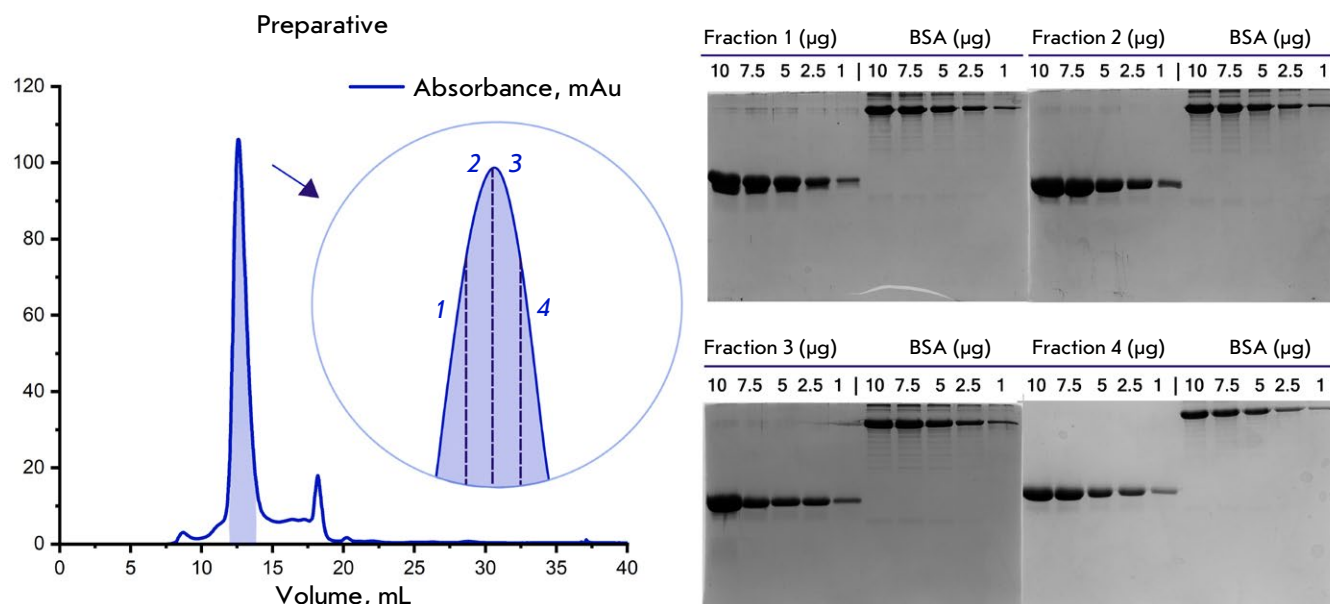 Preparative
Absorbance, mAu
120
100
80
60
40
20
0
0 5 10 15 20 25 30 35 40
Volume, mL
2 3
1 4
Fraction 1 (µg) BSA (µg) Fraction 2 (µg) BSA (µg)
10 7.5 5 2.5 1 | 10 7.5 5 2.5 1 10 7.5 5 2.5 1 | 10 7.5 5 2.5 1
Fraction 3 (µg) BSA (µg) Fraction 4 (µg) BSA (µg)
10 7.5 5 2.5 1 | 10 7.5 5 2.5 1 10 7.5 5 2.5 1 | 10 7.5 5 2.5 1